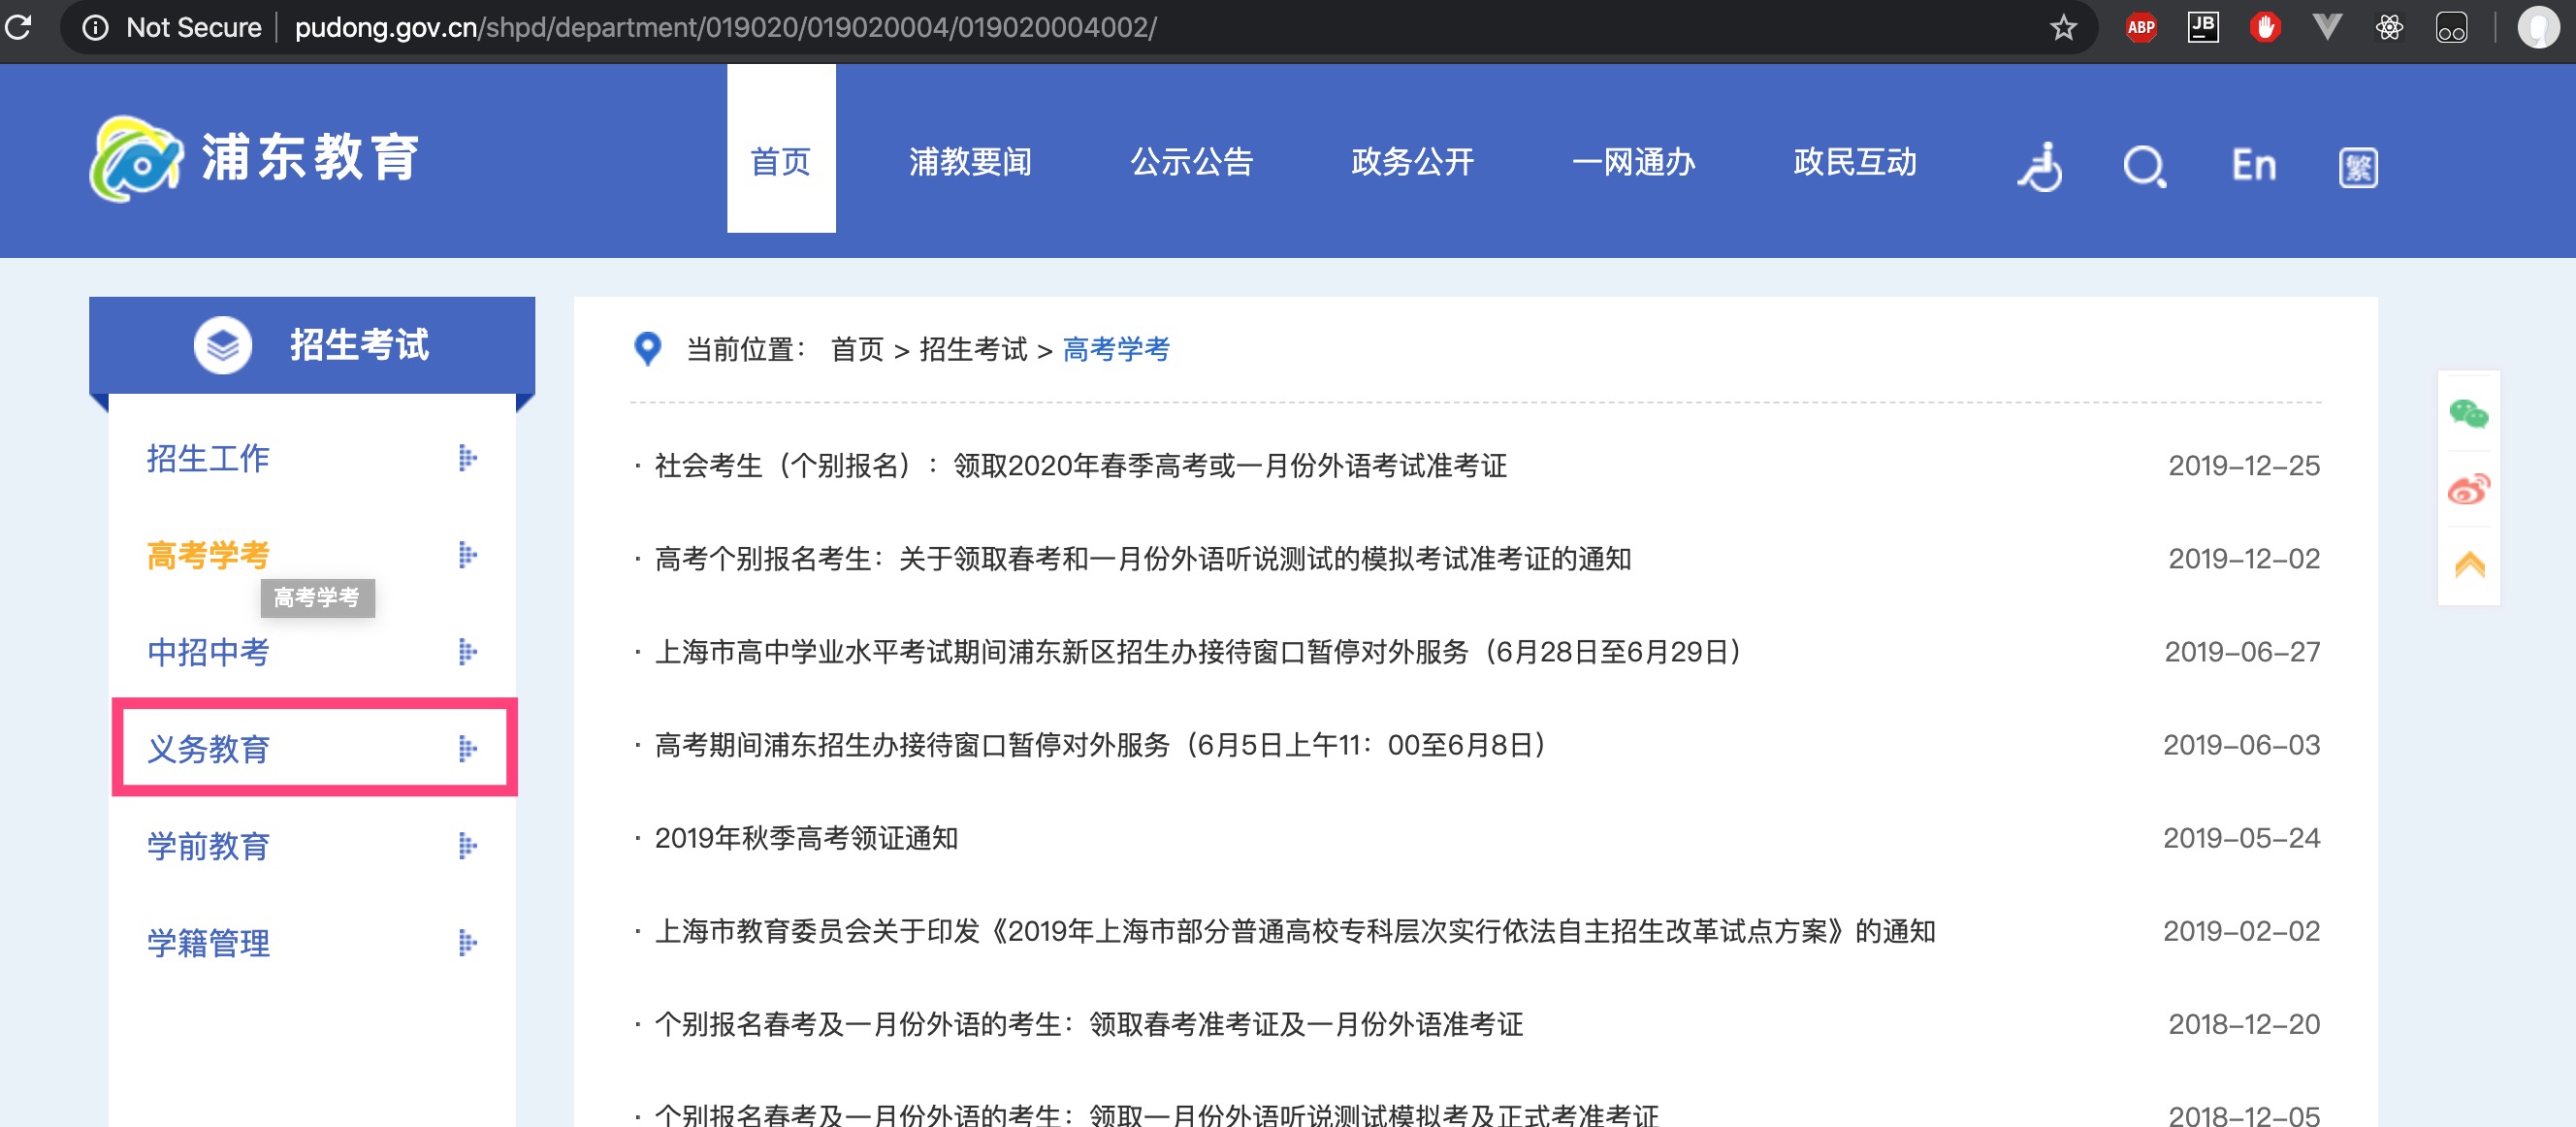 Not Secure pudong.gov.cn/shpd/department/019020/019020004/019020004002/
ABP
JB
浦东教育
首页 浦教要闻 公示公告 政务公开 一网通办 政民互动 En 繁
招生考试
招生工作
高考学考
高考学考
中招中考
义务教育
学前教育
学籍管理
当前位置： 首页 > 招生考试 > 高考学考
· 社会考生（个别报名）：领取2020年春季高考或一月份外语考试准考证 2019-12-25
· 高考个别报名考生：关于领取春考和一月份外语听说测试的模拟考试准考证的通知 2019-12-02
· 上海市高中学业水平考试期间浦东新区招生办接待窗口暂停对外服务（6月28日至6月29日） 2019-06-27
· 高考期间浦东招生办接待窗口暂停对外服务（6月5日上午11：00至6月8日） 2019-06-03
· 2019年秋季高考领证通知 2019-05-24
· 上海市教育委员会关于印发《2019年上海市部分普通高校专科层次实行依法自主招生改革试点方案》的通知 2019-02-02
· 个别报名春考及一月份外语的考生：领取春考准考证及一月份外语准考证 2018-12-20
· 个别报名春考及一月份外语的考生：领取一月份外语听说测试模拟考及正式考准考证 2018-12-05